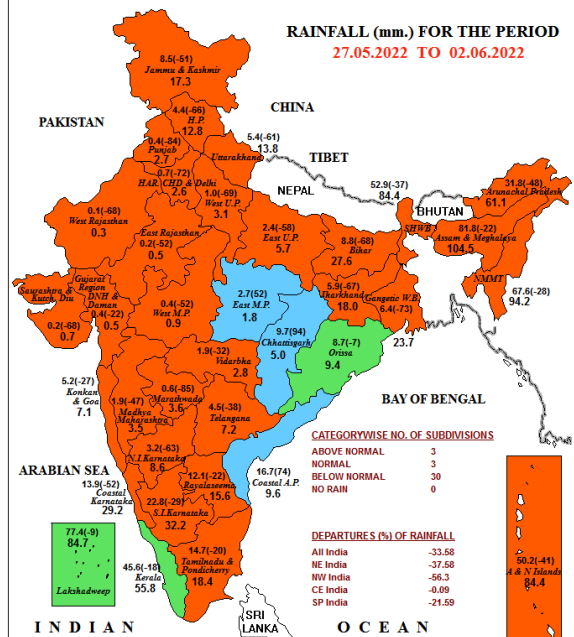 RAINFALL (mm.) FOR THE PERIOD
27.05.2022 TO 02.06.2022
8.5(-51)
Jammu & Kashmir
17.3
CHINA
4.4(-66)
H.P.
12.8
PAKISTAN
0.4(-84)
Punjab
2.7
5.4(-61)
13.8
Uttarakhand
TIBET
0.7(-72)
HAR. CHD & Delhi
2.6
1.0(-69)
West U.P.
3.1
NEPAL
52.9(-37)
84.4
31.8(-48)
Arunachal Pradesh
61.1
BHUTAN
0.1(-68)
West Rajasthan
0.3
East Rajasthan
0.2(-52)
0.5
2.4(-58)
East U.P.
5.7
8.8(-68)
Bihar
27.6
SHWB
81.8(-22)
Assam & Meghalaya
104.5
Saurashtra &
Kutch, Diu
0.2(-68)
0.7
Gujarat
Region
DNH &
Daman
0.4(-22)
0.5
0.4(-52)
West M.P.
0.9
2.7(52)
East M.P.
1.8
5.9(-67)
Jharkhand
18.0
Gangetic W.B.
6.4(-73)
23.7
NMMT
67.6(-28)
94.2
9.7(94)
Chhattisgarh
5.0
8.7(-7)
Orissa
9.4
1.9(-32)
Vidarbha
2.8
5.2(-27)
Konkan
& Goa
7.1
1.9(-47)
Madhya
Maharashtra
3.5
0.6(-85)
Marathwada
3.6
4.5(-38)
Telangana
7.2
BAY OF BENGAL
3.2(-63)
N.I.Karnataka
8.6
ARABIAN SEA
13.9(-52)
Coastal
Karnataka
29.2
12.1(-22)
Rayalaseema
15.6
16.7(74)
Coastal A.P.
9.6
22.8(-29)
S.I.Karnataka
32.2
CATEGORYWISE NO. OF SUBDIVISIONS
ABOVE NORMAL 3
NORMAL 3
BELOW NORMAL 30
NO RAIN 0
77.4(-9)
84.7
Lakshadweep
45.6(-18)
Kerala
55.8
14.7(-20)
Tamilnadu &
Pondicherry
18.4
DEPARTURES (%) OF RAINFALL
All India -33.58
NE India -37.58
NW India -56.3
CE India -0.09
SP India -21.59
50.2(-41)
A & N Islands
84.4
SRI
LANKA
INDIAN OCEAN